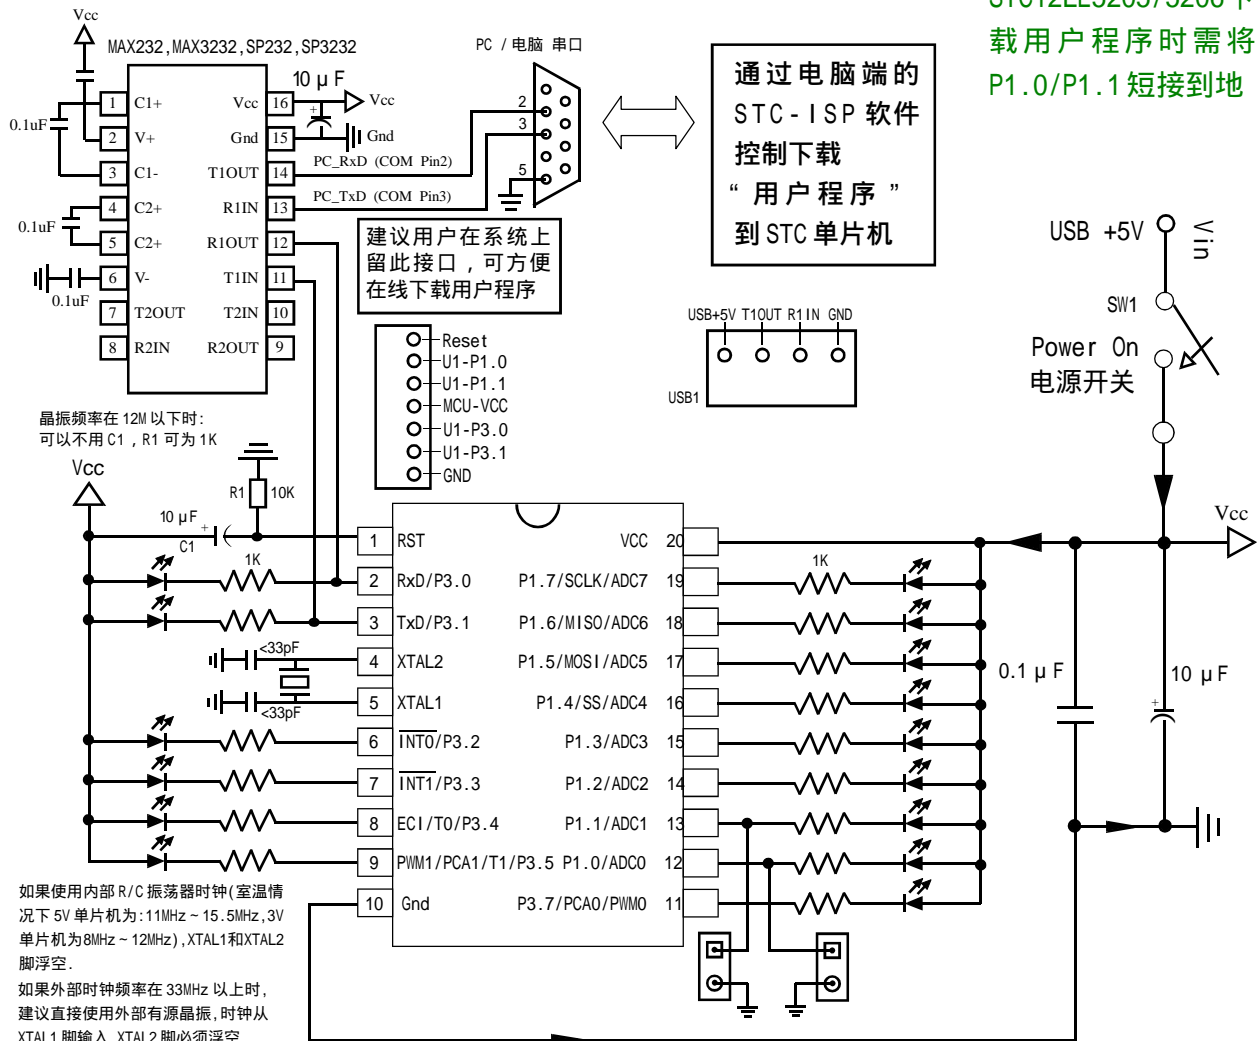 Vcc
MAX232,MAX3232,SP232,SP3232
PC / 电脑 串口
载用户程序时需将
P1.0/P1.1 短接到地
10 μF
Vcc
0.1uF
1 C1+
Vcc 16
2 V+
Gnd 15
Gnd
3 C1-
T1OUT 14
PC_RxD (COM Pin2)
4 C2+
R1IN 13
PC_TxD (COM Pin3)
0.1uF
5 C2+
R1OUT 12
6 V-
T1IN 11
0.1uF
7 T2OUT
T2IN 10
8 R2IN
R2OUT 9
2
3
5
通过电脑端的
STC-ISP 软件
控制下载
“用户程序”
到 STC 单片机
建议用户在系统上
留此接口，可方便
在线下载用户程序
Reset
U1-P1.0
U1-P1.1
MCU-VCC
U1-P3.0
U1-P3.1
GND
USB+5V T1OUT R1IN GND
USB1
USB +5V
Vin
SW1
Power On
电源开关
晶振频率在 12M 以下时:
可以不用 C1 , R1 可为 1K
Vcc
R1 10K
10 μF
+
C1
1K
1 RST
VCC 20
2 RxD/P3.0
P1.7/SCLK/ADC7 19
3 TxD/P3.1
P1.6/MISO/ADC6 18
4 XTAL2
P1.5/MOSI/ADC5 17
5 XTAL1
P1.4/SS/ADC4 16
6 INT0/P3.2
P1.3/ADC3 15
7 INT1/P3.3
P1.2/ADC2 14
8 ECI/T0/P3.4
P1.1/ADC1 13
9 PWM1/PCA1/T1/P3.5
P1.0/ADC0 12
10 Gnd
P3.7/PCA0/PWM0 11
<33pF
<33pF
1K
Vcc
0.1 μF
10 μF
+
如果使用内部 R/C 振荡器时钟(室温情
况下 5V 单片机为:11MHz ~ 15.5MHz,3V
单片机为8MHz ~ 12MHz),XTAL1和XTAL2
脚浮空.
如果外部时钟频率在 33MHz 以上时,
建议直接使用外部有源晶振,时钟从
XTAL1 脚输入,XTAL2 脚必须浮空